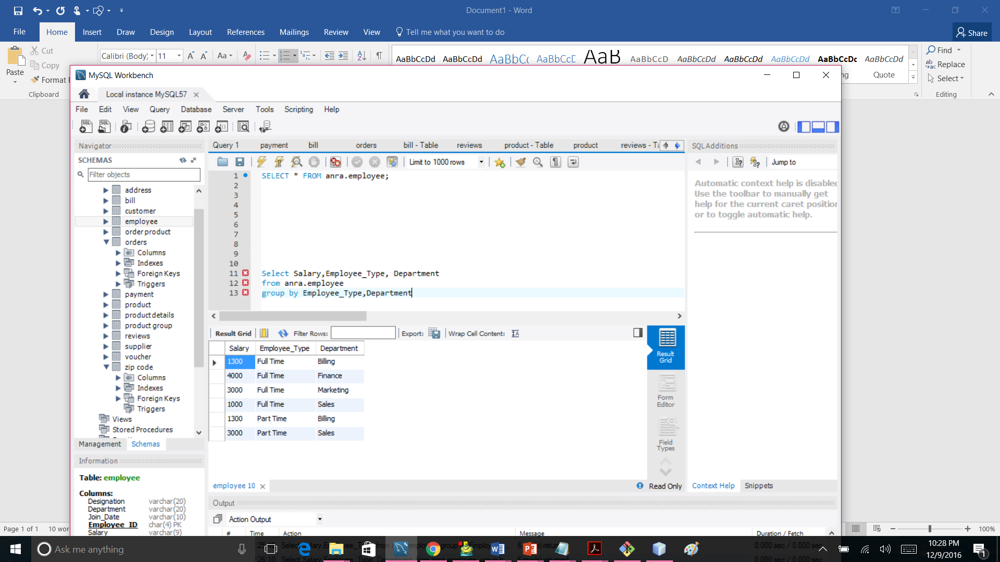 Document1 - Word
File Home Insert Draw Design Layout References Mailings Review View Tell me what you want to do Share
Cut
Copy
Format
Paste
Clipboard
Calibri (Body) 11
AaBbCcDd AaBbCcDd AaBbCc AaBbCcD AaB AaBbCcD AaBbCcDd AaBbCcDd AaBbCcDd AaBbCcDc AaBbCcDd
Quote
Find
Replace
Select
Editing
MySQL Workbench
Local instance MySQL57
File Edit View Query Database Server Tools Scripting Help
Navigator
SCHEMAS
Filter objects
address
bill
customer
employee
order product
orders
Columns
Indexes
Foreign Keys
Triggers
payment
product
product details
product group
reviews
supplier
voucher
zip code
Columns
Indexes
Foreign Keys
Triggers
Views
Stored Procedures
Management Schemas
Information
Table: employee
Columns:
Designation varchar(20)
Department varchar(20)
Join_Date varchar(10)
Employee_ID char(4) PK
Salary varchar(9)
Query 1 payment bill orders bill - Table reviews product - Table product reviews - Ta
Limit to 1000 rows
1 SELECT * FROM anra.employee;
2
3
4
5
6
7
8
9
10
11 Select Salary,Employee_Type, Department
12 from anra.employee
13 group by Employee_Type,Department
Result Grid Filter Rows: Export: Wrap Cell Content:
Salary Employee_Type Department
1300 Full Time Billing
4000 Full Time Finance
3000 Full Time Marketing
1000 Full Time Sales
1300 Part Time Billing
3000 Part Time Sales
Result Grid
Form Editor
Field Types
employee 10 Read Only
Output
Action Output
# Time Action Message Duration / Fetch
SQLAdditions
Jump to
Automatic context help is disabled
Use the toolbar to manually get
help for the current caret position
or to toggle automatic help.
Context Help Snippets
Page 1 of 1 10 wor
100%
Ask me anything
10:28 PM
12/9/2016
1